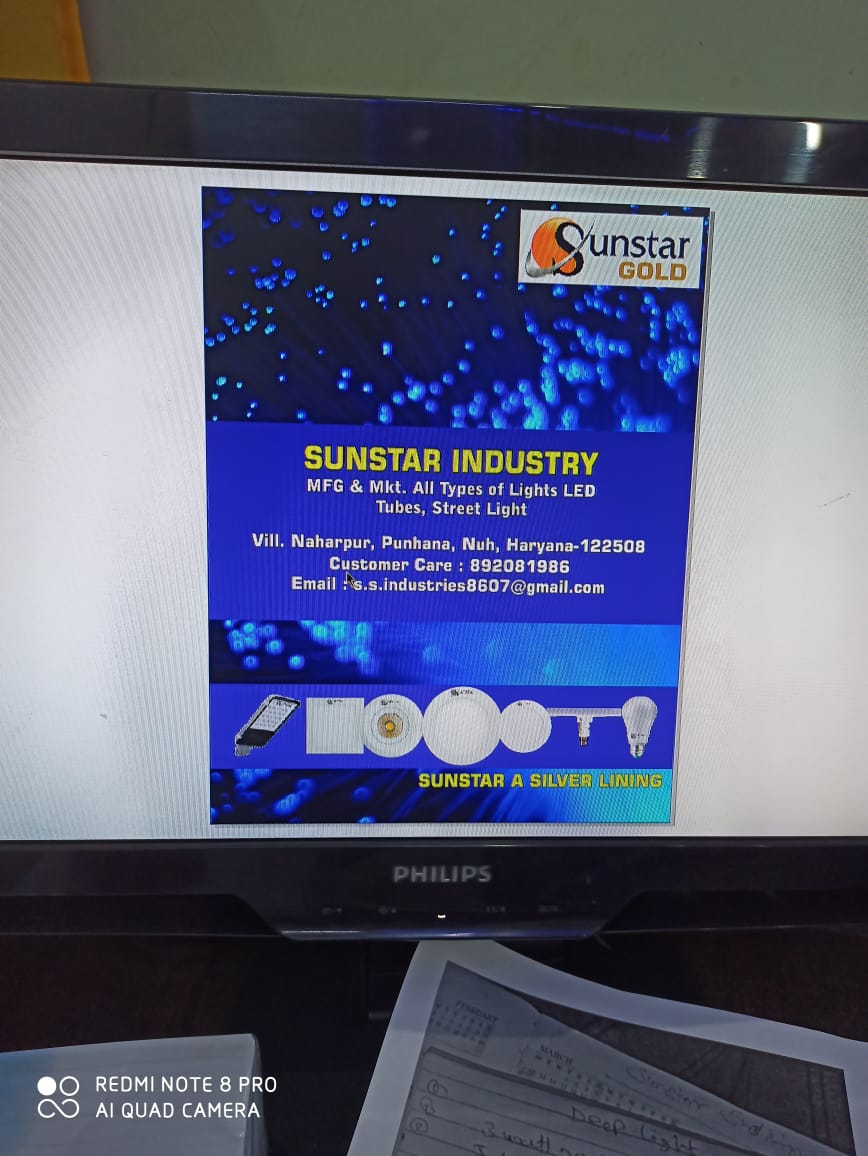 Sunstar
GOLD
SUNSTAR INDUSTRY
MFG & Mkt. All Types of Lights LED
Tubes, Street Light
Vill. Naharpur, Punhana, Nuh, Haryana-122508
Customer Care : 892081986
Email : s.s.industries8607@gmail.com
SUNSTAR A SILVER LINING
PHILIPS
FEBRUARY
MARCH
Deep light
3 watt
REDMI NOTE 8 PRO
AI QUAD CAMERA